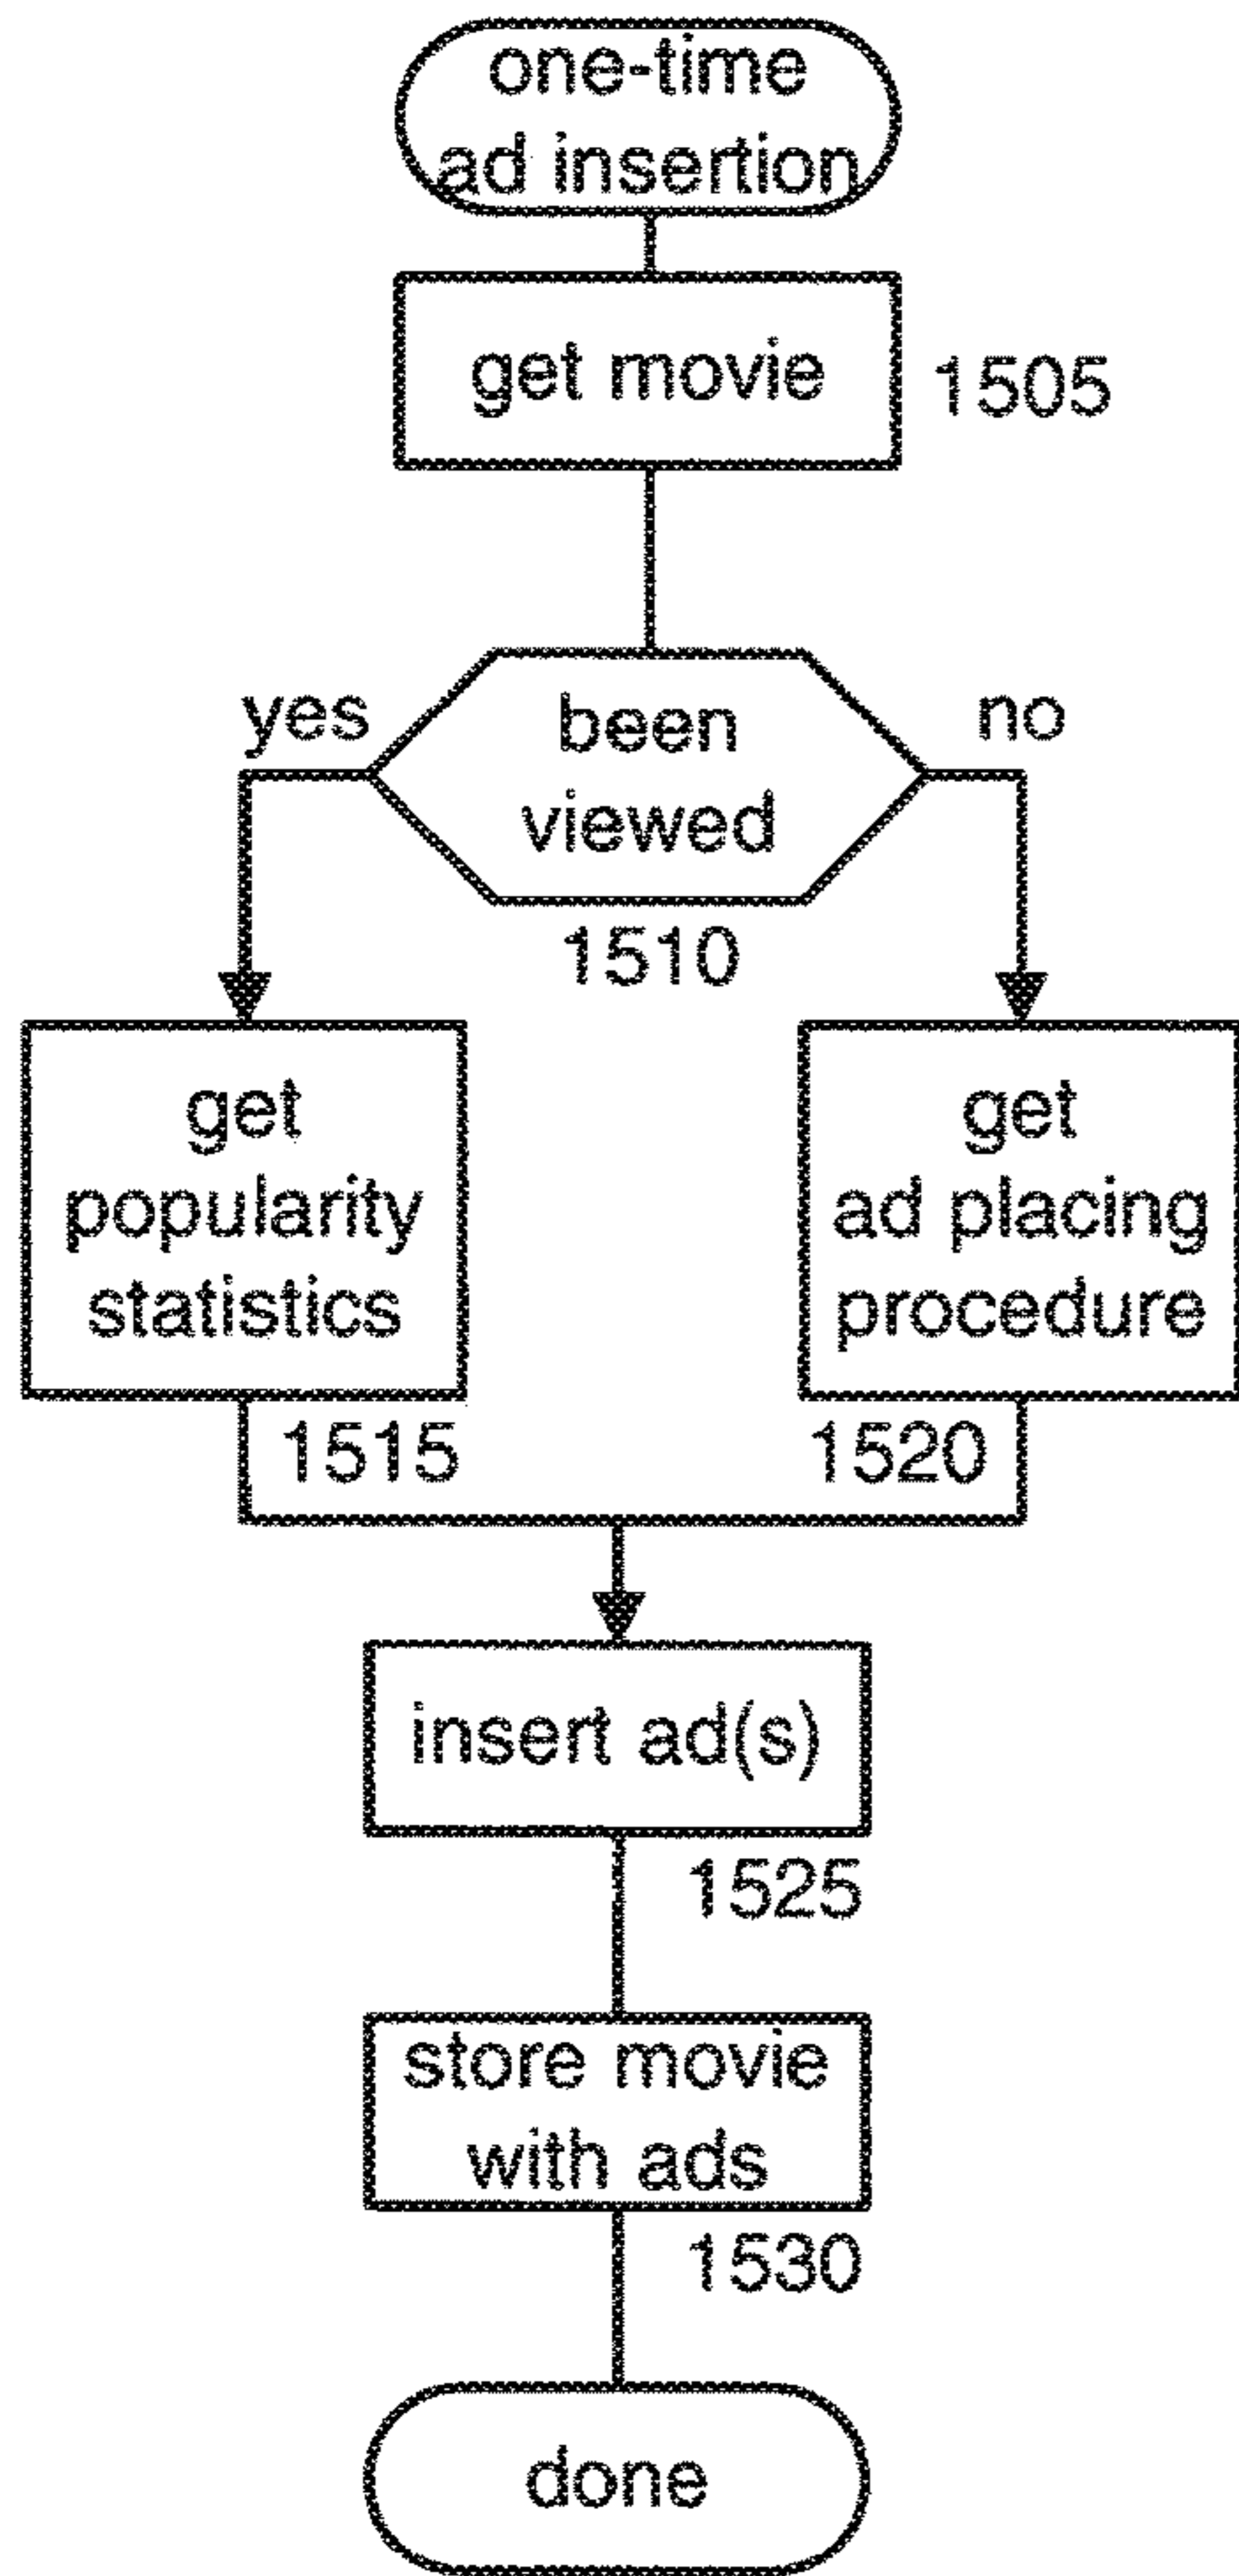 one-time
ad insertion
get movie
1505
yes
been
viewed
no
1510
get
popularity
statistics
get
ad placing
procedure
1515
1520
insert ad(s)
1525
store movie
with ads
1530
done